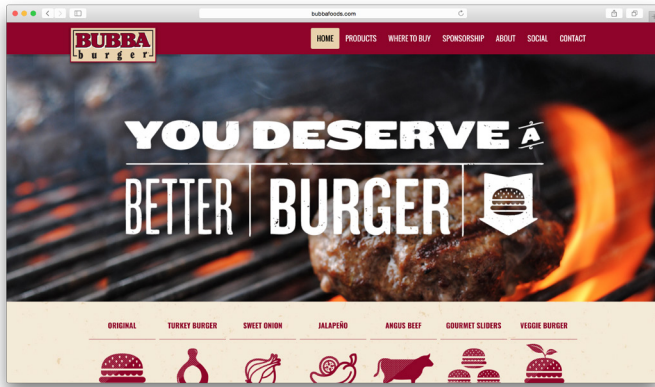 bubbafoods.com
BUBBA
burger
HOME PRODUCTS WHERE TO BUY SPONSORSHIP ABOUT SOCIAL CONTACT
YOU DESERVE A
BETTER BURGER
ORIGINAL TURKEY BURGER SWEET ONION JALAPEÑO ANGUS BEEF GOURMET SLIDERS VEGGIE BURGER